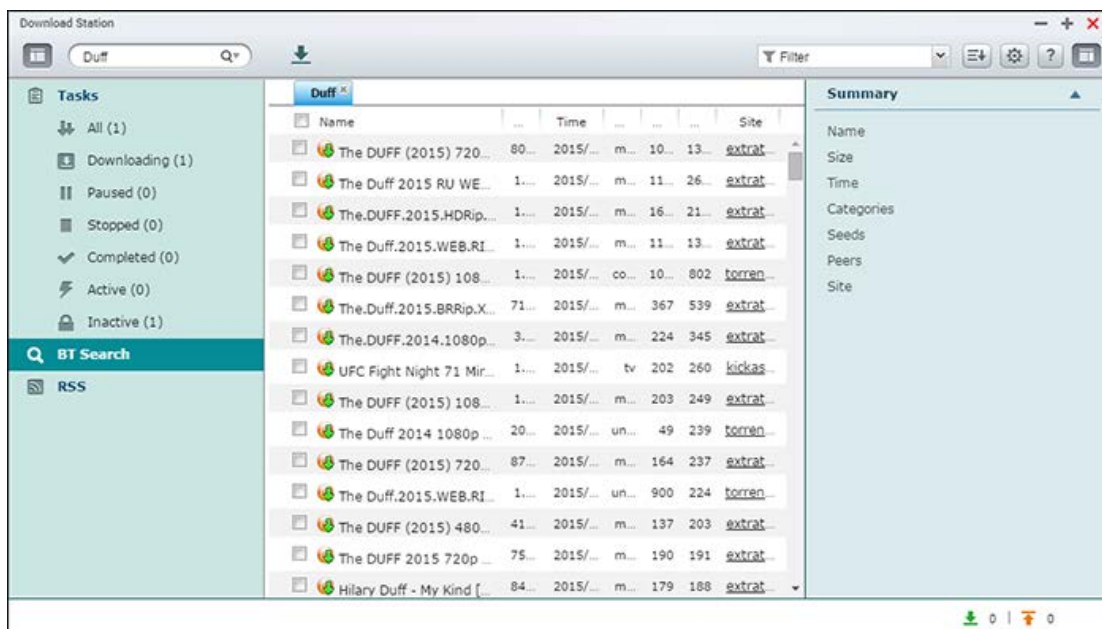 Download Station
Duff
Filter
?
Tasks
All (1)
Downloading (1)
Paused (0)
Stopped (0)
Completed (0)
Active (0)
Inactive (1)
BT Search
RSS
Duff
Name ... Time ... ... ... Site
The DUFF (2015) 720... 80... 2015/... m... 10... 13... extrat...
The Duff 2015 RU WE... 1.... 2015/... m... 11... 26... extrat...
The.DUFF.2015.HDRip.... 1.... 2015/... m... 16... 21... extrat...
The Duff.2015.WEB.RI... 1.... 2015/... m... 11... 13... extrat...
The DUFF (2015) 108... 1.... 2015/... co... 10... 802 torren...
The.Duff.2015.BRRip.X... 71... 2015/... m... 367 539 extrat...
The.DUFF.2014.1080p... 3.... 2015/... m... 224 345 extrat...
UFC Fight Night 71 Mir... 1.... 2015/... tv 202 260 kickas...
The DUFF (2015) 108... 1.... 2015/... m... 203 249 extrat...
The Duff 2014 1080p ... 20... 2015/... un... 49 239 torren...
The DUFF (2015) 720... 87... 2015/... m... 164 237 extrat...
The Duff.2015.WEB.RI... 1.... 2015/... un... 900 224 torren...
The DUFF (2015) 480... 41... 2015/... m... 137 203 extrat...
The DUFF 2015 720p ... 75... 2015/... m... 190 191 extrat...
Hilary Duff - My Kind [... 84... 2015/... m... 179 188 extrat...
Summary
Name
Size
Time
Categories
Seeds
Peers
Site
0 | 0